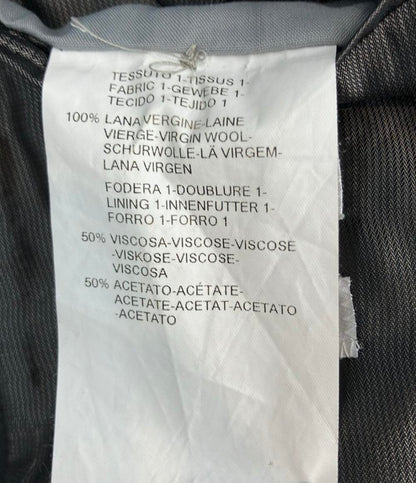 TESSUTO 1-TISSUS 1-
FABRIC 1-GEWEBE 1-
TECIDO 1-TEJIDO 1
100% LANA VERGINE-LAINE
VIERGE-VIRGIN WOOL-
SCHURWOLLE-LÃ VIRGEM-
LANA VIRGEN
FODERA 1-DOUBLURE 1-
LINING 1-INNENFUTTER 1-
FORRO 1-FORRO 1
50% VISCOSA-VISCOSE-VISCOSE
-VISKOSE-VISCOSE-
VISCOSA
50% ACETATO-ACÉTATE-
ACETATE-ACETAT-ACETATO
-ACETATO